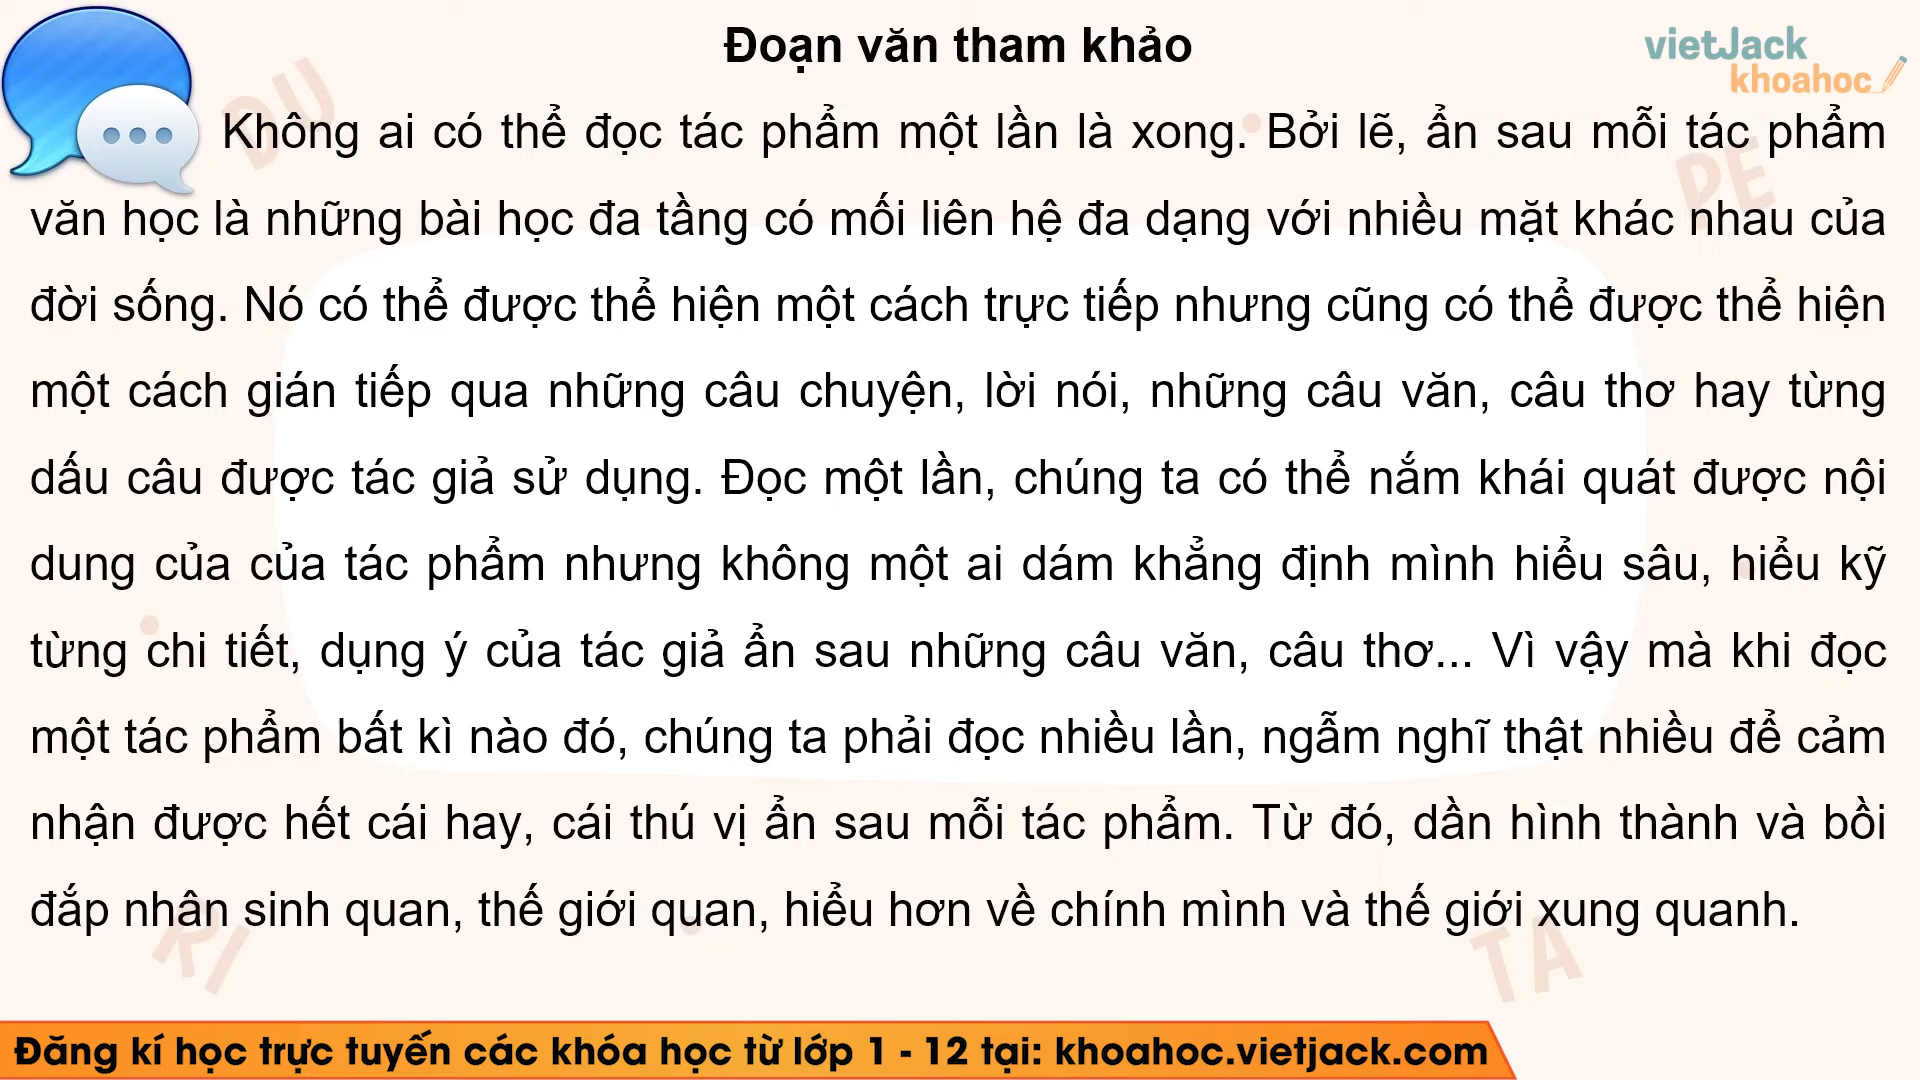 Đoạn văn tham khảo
vietJack
khoahoc
DU
PE
Không ai có thể đọc tác phẩm một lần là xong. Bởi lẽ, ẩn sau mỗi tác phẩm
văn học là những bài học đa tầng có mối liên hệ đa dạng với nhiều mặt khác nhau của
đời sống. Nó có thể được thể hiện một cách trực tiếp nhưng cũng có thể được thể hiện
một cách gián tiếp qua những câu chuyện, lời nói, những câu văn, câu thơ hay từng
dấu câu được tác giả sử dụng. Đọc một lần, chúng ta có thể nắm khái quát được nội
dung của của tác phẩm nhưng không một ai dám khẳng định mình hiểu sâu, hiểu kỹ
từng chi tiết, dụng ý của tác giả ẩn sau những câu văn, câu thơ... Vì vậy mà khi đọc
một tác phẩm bất kì nào đó, chúng ta phải đọc nhiều lần, ngẫm nghĩ thật nhiều để cảm
nhận được hết cái hay, cái thú vị ẩn sau mỗi tác phẩm. Từ đó, dần hình thành và bồi
đắp nhân sinh quan, thế giới quan, hiểu hơn về chính mình và thế giới xung quanh.
RI
TA
Đăng kí học trực tuyến các khóa học từ lớp 1 - 12 tại: khoahoc.vietjack.com